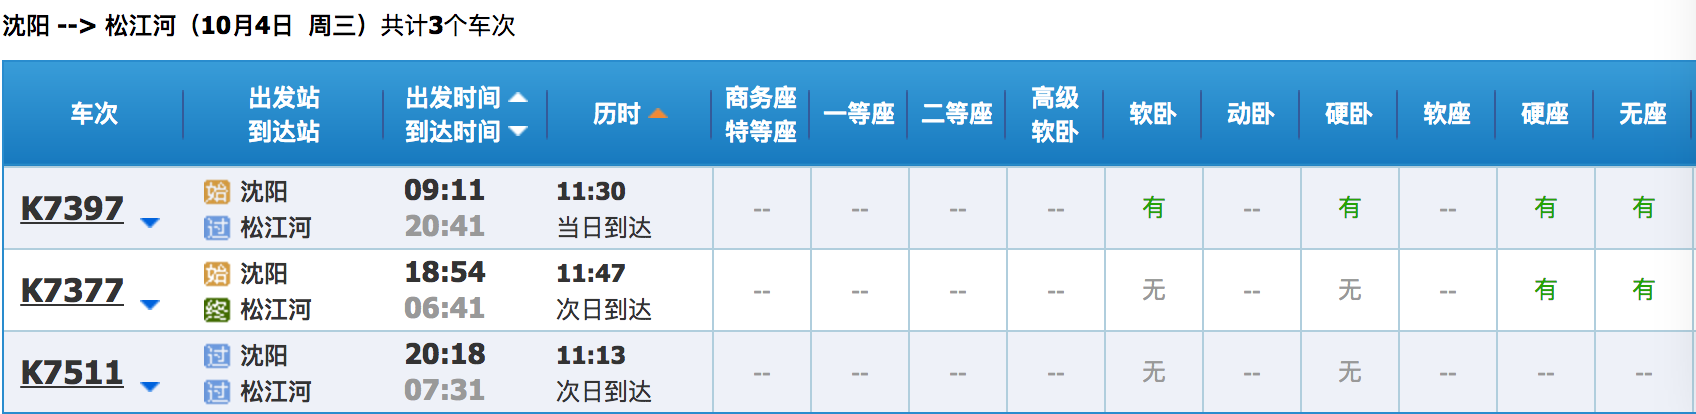 沈阳 --> 松江河（10月4日 周三）共计3个车次
车次 出发站 到达站 出发时间 到达时间 历时 商务座 特等座 一等座 二等座 高级 软卧 软卧 动卧 硬卧 软座 硬座 无座
K7397 始 沈阳 09:11 11:30 -- -- -- -- 有 -- 有 -- 有 有
过 松江河 20:41 当日到达
K7377 始 沈阳 18:54 11:47 -- -- -- -- 无 -- 无 -- 有 有
终 松江河 06:41 次日到达
K7511 过 沈阳 20:18 11:13 -- -- -- -- 无 -- 无 -- -- --
过 松江河 07:31 次日到达